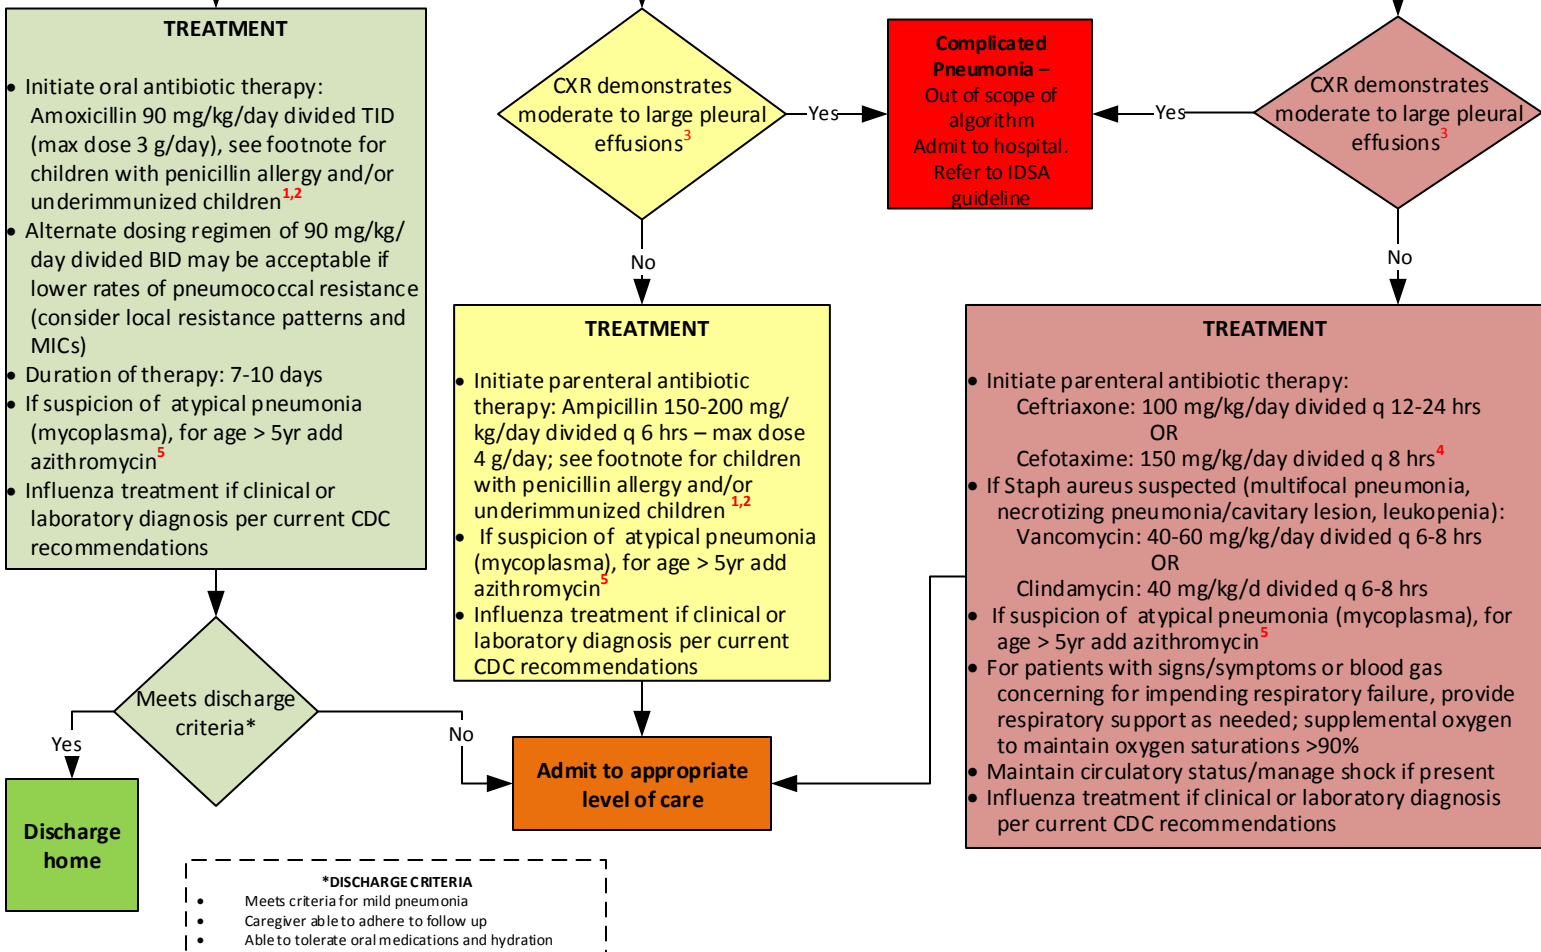 TREATMENT
• Initiate oral antibiotic therapy:
Amoxicillin 90 mg/kg/day divided TID
(max dose 3 g/day), see footnote for
children with penicillin allergy and/or
underimmunized children1,2
• Alternate dosing regimen of 90 mg/kg/
day divided BID may be acceptable if
lower rates of pneumococcal resistance
(consider local resistance patterns and
MICs)
• Duration of therapy: 7-10 days
• If suspicion of atypical pneumonia
(mycoplasma), for age > 5yr add
azithromycin5
• Influenza treatment if clinical or
laboratory diagnosis per current CDC
recommendations
Meets discharge
criteria*
Yes
No
Discharge
home
CXR demonstrates
moderate to large pleural
effusions3
Yes
No
Complicated
Pneumonia –
Out of scope of
algorithm
Admit to hospital.
Refer to IDSA
guideline
CXR demonstrates
moderate to large pleural
effusions3
Yes
No
TREATMENT
• Initiate parenteral antibiotic
therapy: Ampicillin 150-200 mg/
kg/day divided q 6 hrs – max dose
4 g/day; see footnote for children
with penicillin allergy and/or
underimmunized children 1,2
• If suspicion of atypical pneumonia
(mycoplasma), for age > 5yr add
azithromycin5
• Influenza treatment if clinical or
laboratory diagnosis per current
CDC recommendations
Admit to appropriate
level of care
TREATMENT
• Initiate parenteral antibiotic therapy:
Ceftriaxone: 100 mg/kg/day divided q 12-24 hrs
OR
Cefotaxime: 150 mg/kg/day divided q 8 hrs4
• If Staph aureus suspected (multifocal pneumonia,
necrotizing pneumonia/cavitary lesion, leukopenia):
Vancomycin: 40-60 mg/kg/day divided q 6-8 hrs
OR
Clindamycin: 40 mg/kg/d divided q 6-8 hrs
• If suspicion of atypical pneumonia (mycoplasma), for
age > 5yr add azithromycin5
• For patients with signs/symptoms or blood gas
concerning for impending respiratory failure, provide
respiratory support as needed; supplemental oxygen
to maintain oxygen saturations >90%
• Maintain circulatory status/manage shock if present
• Influenza treatment if clinical or laboratory diagnosis
per current CDC recommendations
*DISCHARGE CRITERIA
• Meets criteria for mild pneumonia
• Caregiver able to adhere to follow up
• Able to tolerate oral medications and hydration